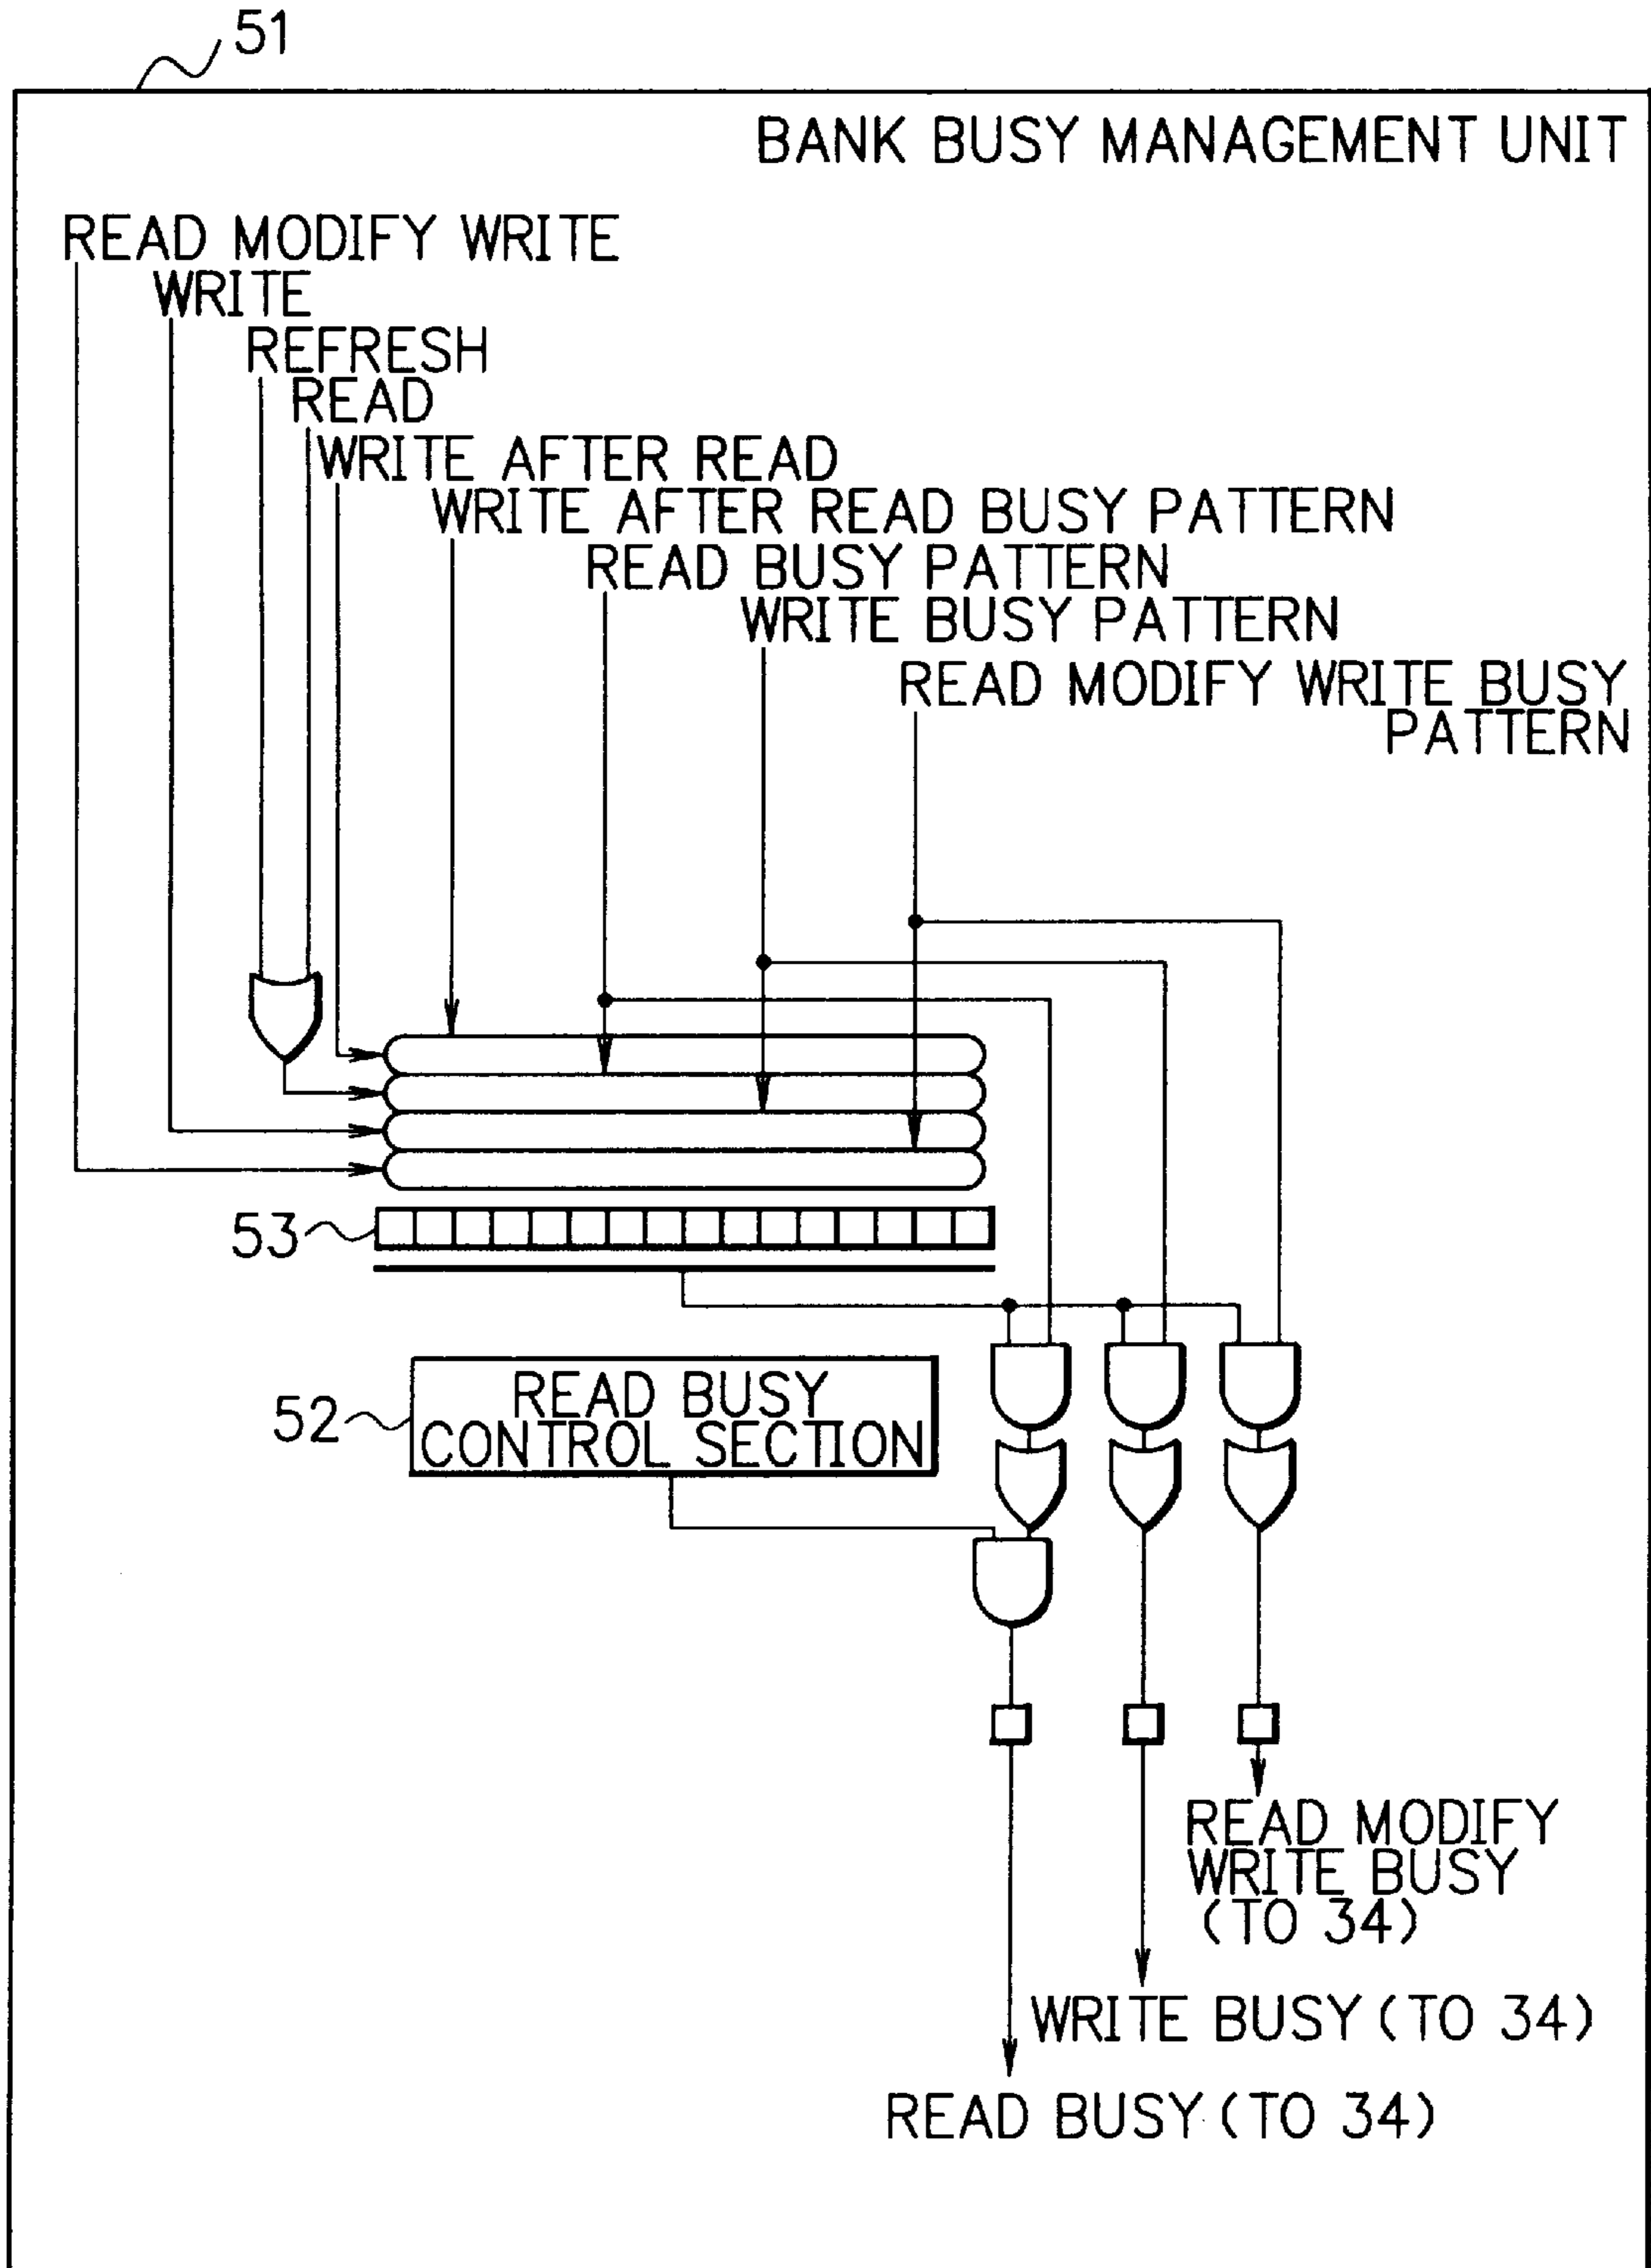 51
BANK BUSY MANAGEMENT UNIT
READ MODIFY WRITE
WRITE
REFRESH
READ
WRITE AFTER READ
WRITE AFTER READ BUSY PATTERN
READ BUSY PATTERN
WRITE BUSY PATTERN
READ MODIFY WRITE BUSY
PATTERN
53
52
READ BUSY
CONTROL SECTION
READ MODIFY
WRITE BUSY
(TO 34)
WRITE BUSY (TO 34)
READ BUSY (TO 34)